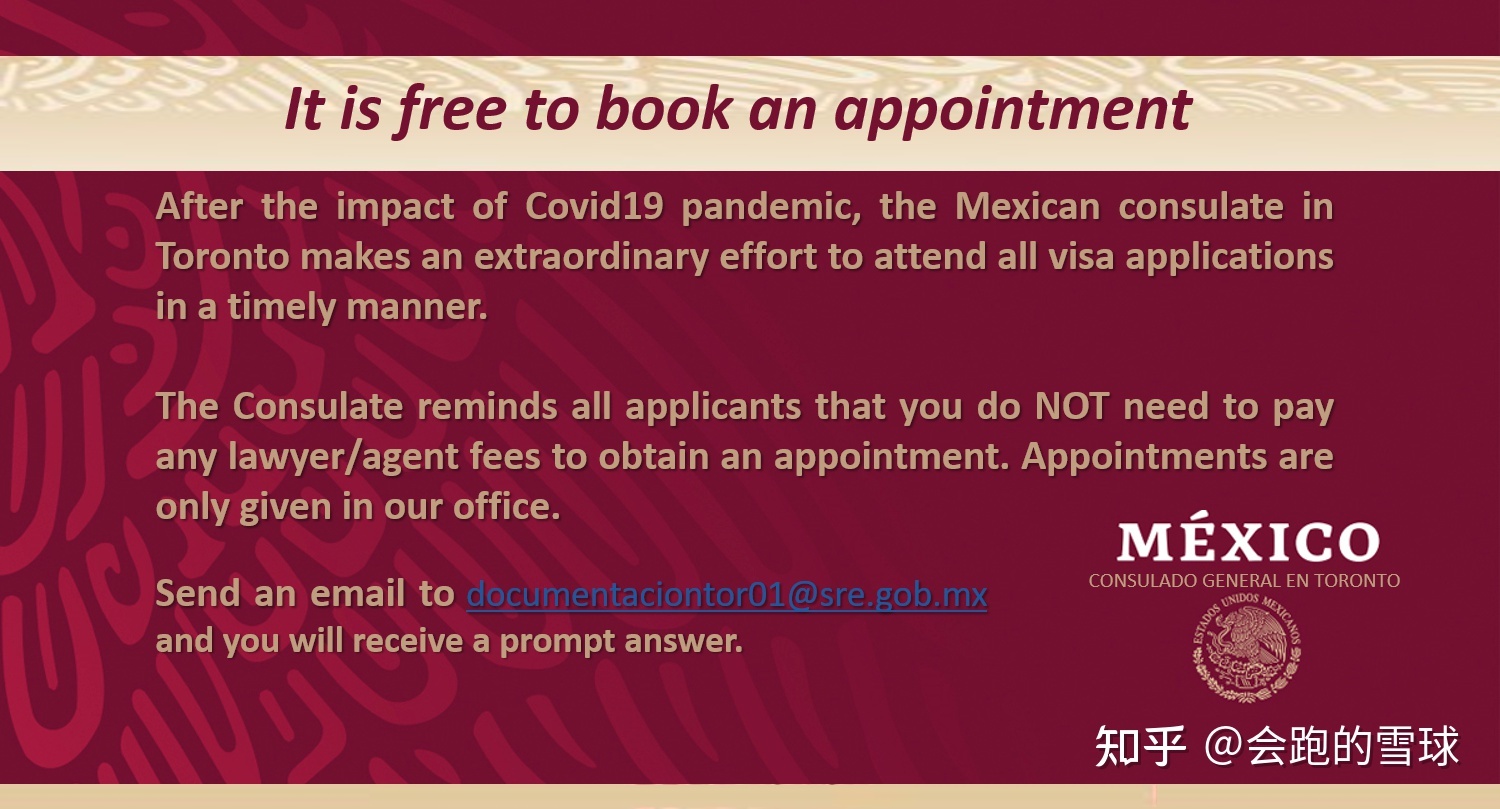 It is free to book an appointment
After the impact of Covid19 pandemic, the Mexican consulate in
Toronto makes an extraordinary effort to attend all visa applications
in a timely manner.
The Consulate reminds all applicants that you do NOT need to pay
any lawyer/agent fees to obtain an appointment. Appointments are
only given in our office.
Send an email to documentaciontor01@sre.gob.mx
and you will receive a prompt answer.
MÉXICO
CONSULADO GENERAL EN TORONTO
ESTADOS UNIDOS MEXICANOS
知乎 @会跑的雪球